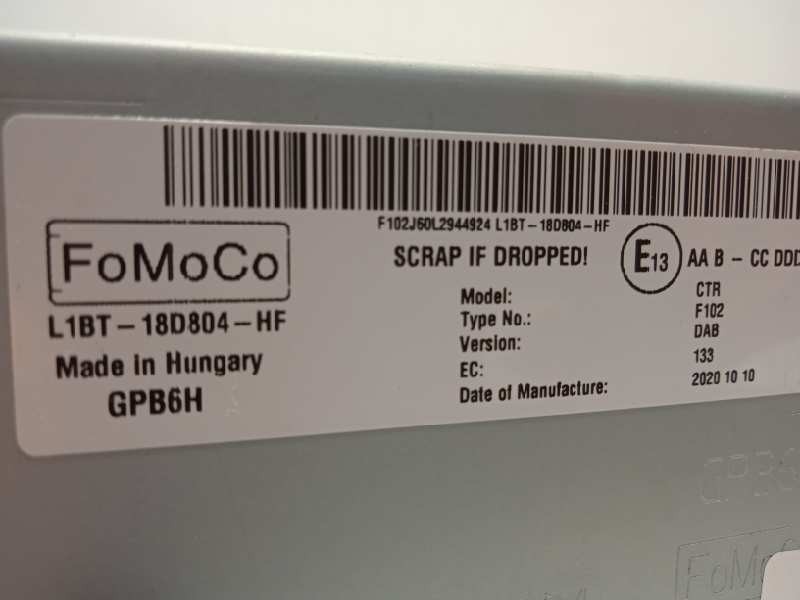 F102J60L2944924 L1BT-18D804-HF
FoMoCo
SCRAP IF DROPPED!
E13 AA B - CC DDD
L1BT-18D804-HF
Made in Hungary
GPB6H
Model: CTR
Type No.: F102
Version: DAB
EC: 133
Date of Manufacture: 2020 10 10
FoMoCo